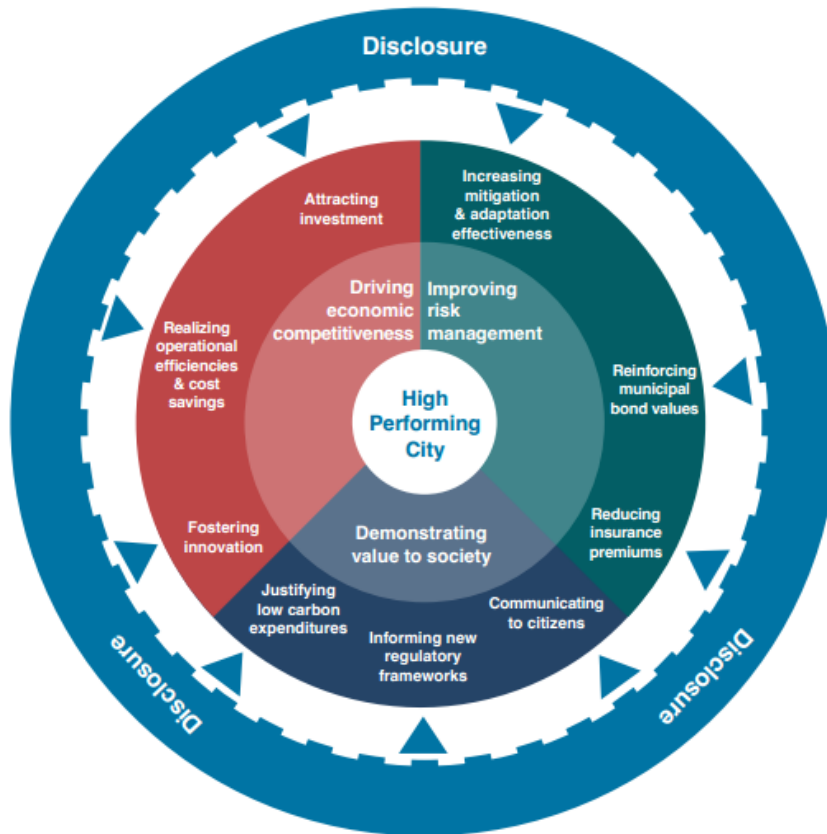 Disclosure
Attracting
investment
Increasing
mitigation
& adaptation
effectiveness
Driving
economic
competitiveness
Improving
risk
management
Realizing
operational
efficiencies
& cost
savings
Reinforcing
municipal
bond values
High
Performing
City
Fostering
innovation
Demonstrating
value to society
Reducing
insurance
premiums
Justifying
low carbon
expenditures
Informing new
regulatory
frameworks
Communicating
to citizens
Disclosure
Disclosure